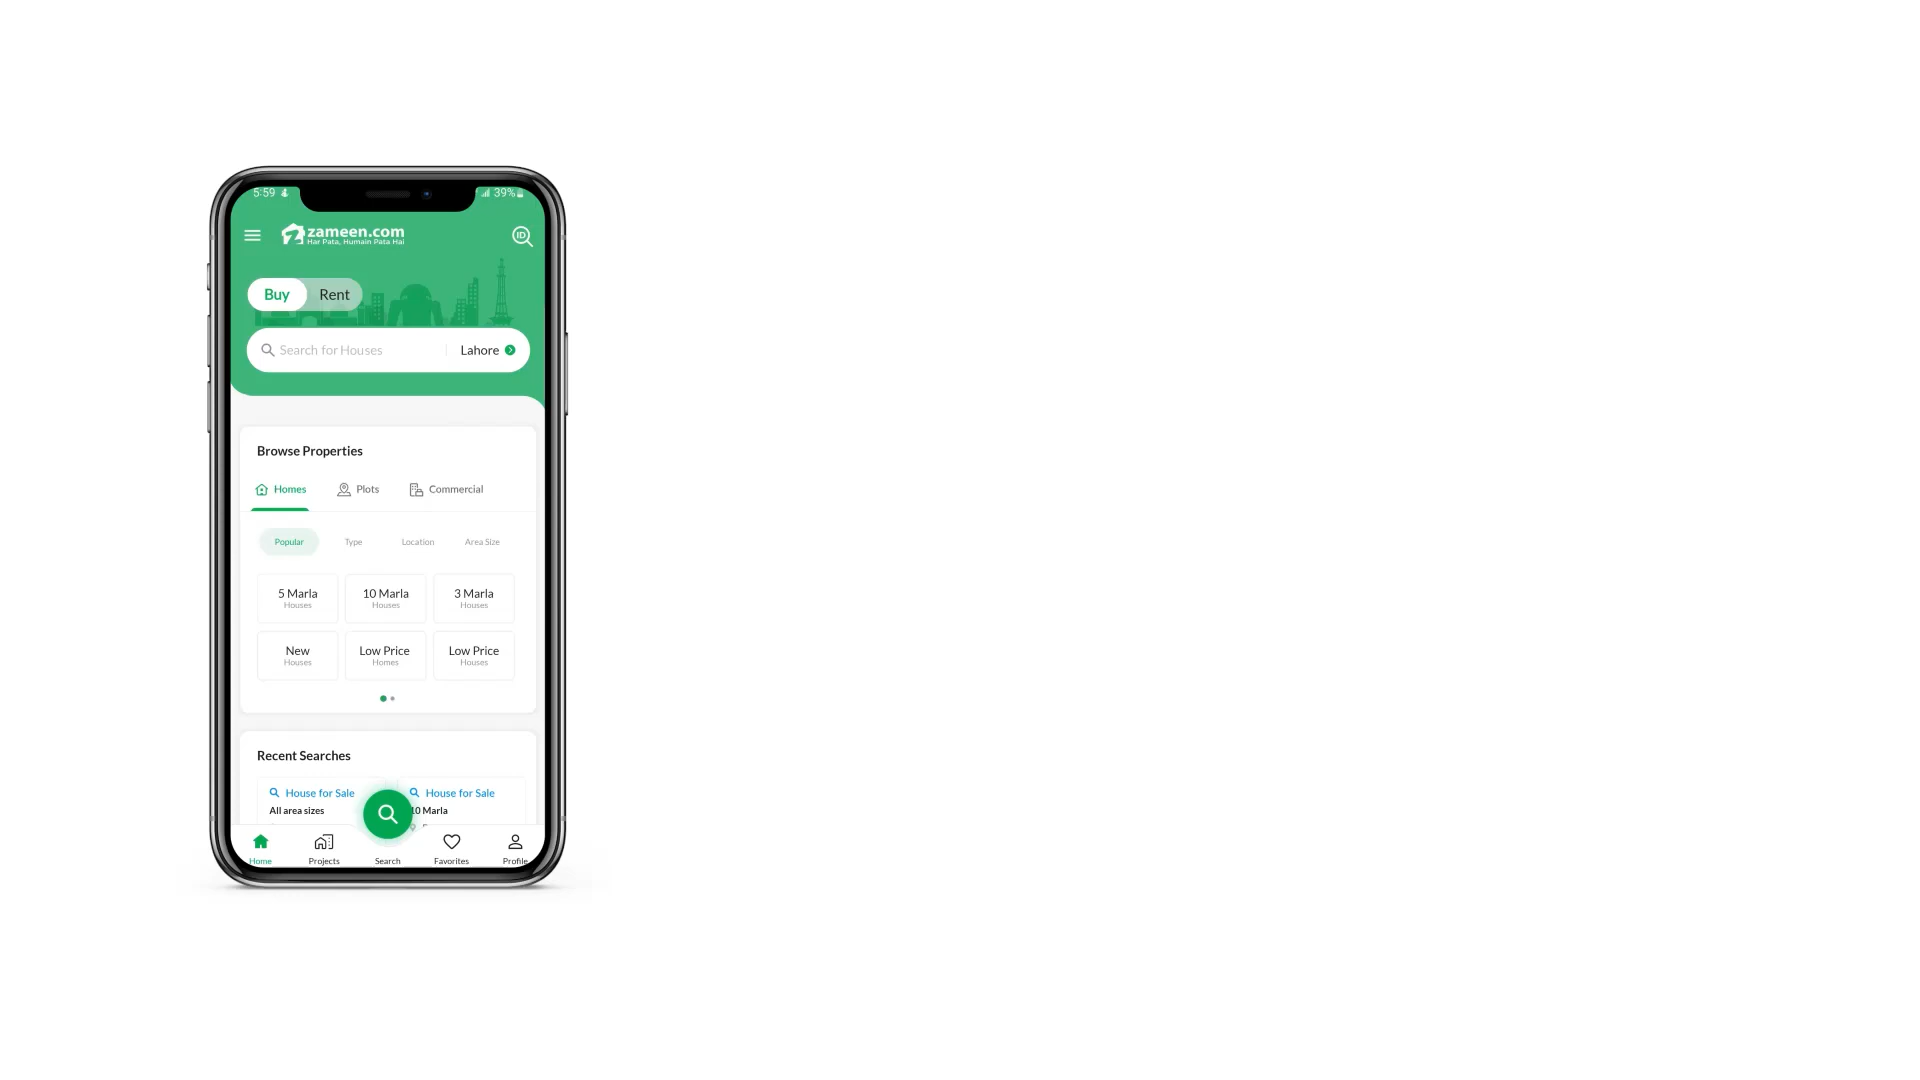 5:59 39%
zameen.com
Har Pata, Humain Pata Hai
ID
Buy Rent
Search for Houses Lahore
Browse Properties
Homes Plots Commercial
Popular Type Location Area Size
5 Marla 10 Marla 3 Marla
Houses Houses Houses
New Low Price Low Price
Houses Homes Houses
Recent Searches
House for Sale House for Sale
All area sizes 10 Marla
Home Projects Search Favorites Profile